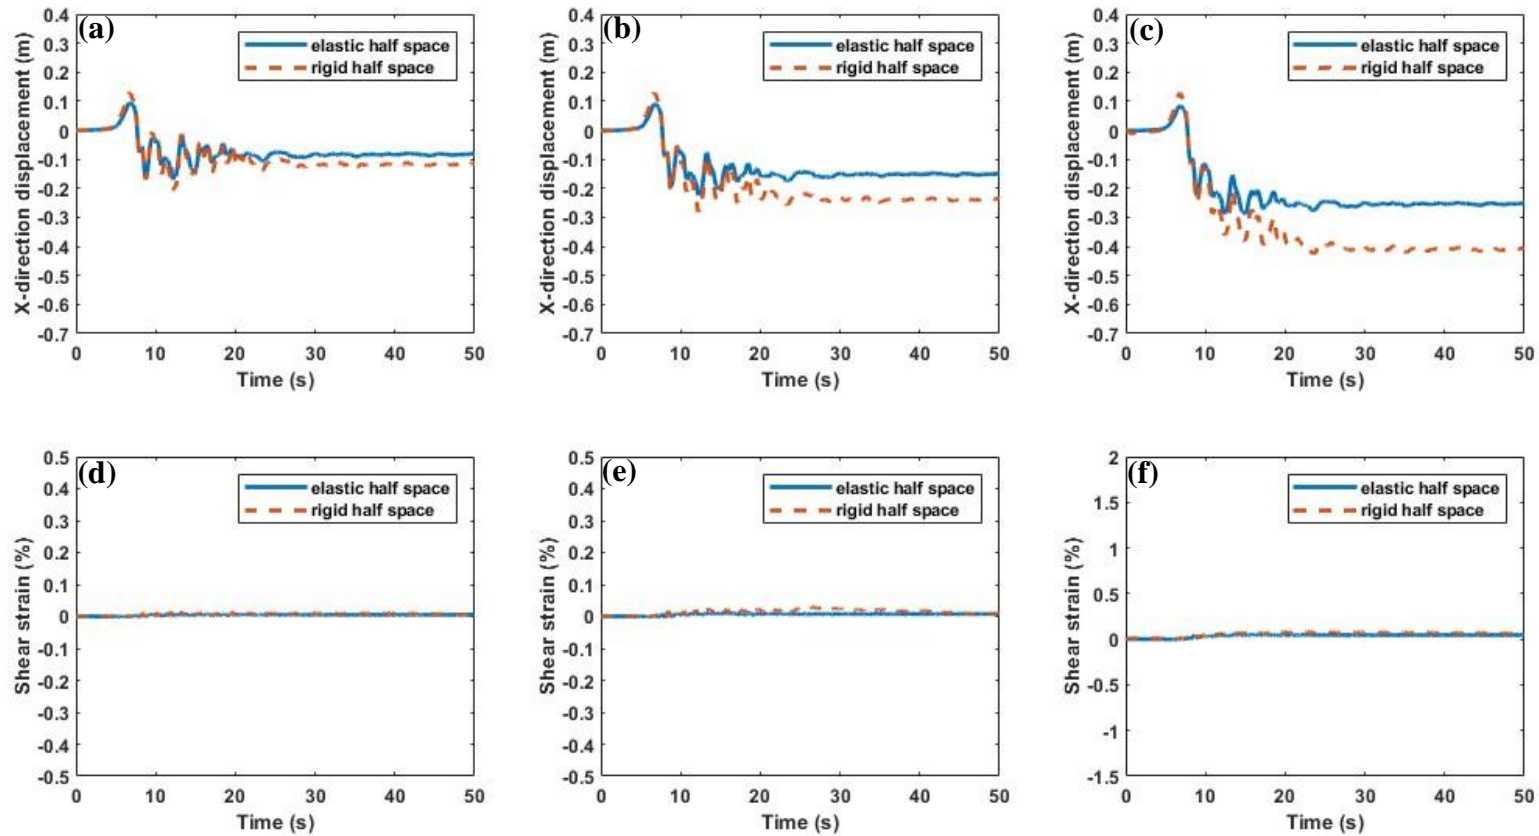 (a)
0.4
0.3
0.2
0.1
0
-0.1
-0.2
-0.3
-0.4
-0.5
-0.6
-0.7
X-direction displacement (m)
elastic half space
rigid half space
0 10 20 30 40 50
Time (s)
(b)
0.4
0.3
0.2
0.1
0
-0.1
-0.2
-0.3
-0.4
-0.5
-0.6
-0.7
X-direction displacement (m)
elastic half space
rigid half space
0 10 20 30 40 50
Time (s)
(c)
0.4
0.3
0.2
0.1
0
-0.1
-0.2
-0.3
-0.4
-0.5
-0.6
-0.7
X-direction displacement (m)
elastic half space
rigid half space
0 10 20 30 40 50
Time (s)
(d)
0.5
0.4
0.3
0.2
0.1
0
-0.1
-0.2
-0.3
-0.4
-0.5
Shear strain (%)
elastic half space
rigid half space
0 10 20 30 40 50
Time (s)
(e)
0.5
0.4
0.3
0.2
0.1
0
-0.1
-0.2
-0.3
-0.4
-0.5
Shear strain (%)
elastic half space
rigid half space
0 10 20 30 40 50
Time (s)
(f)
2
1.5
1
0.5
0
-0.5
-1
-1.5
Shear strain (%)
elastic half space
rigid half space
0 10 20 30 40 50
Time (s)